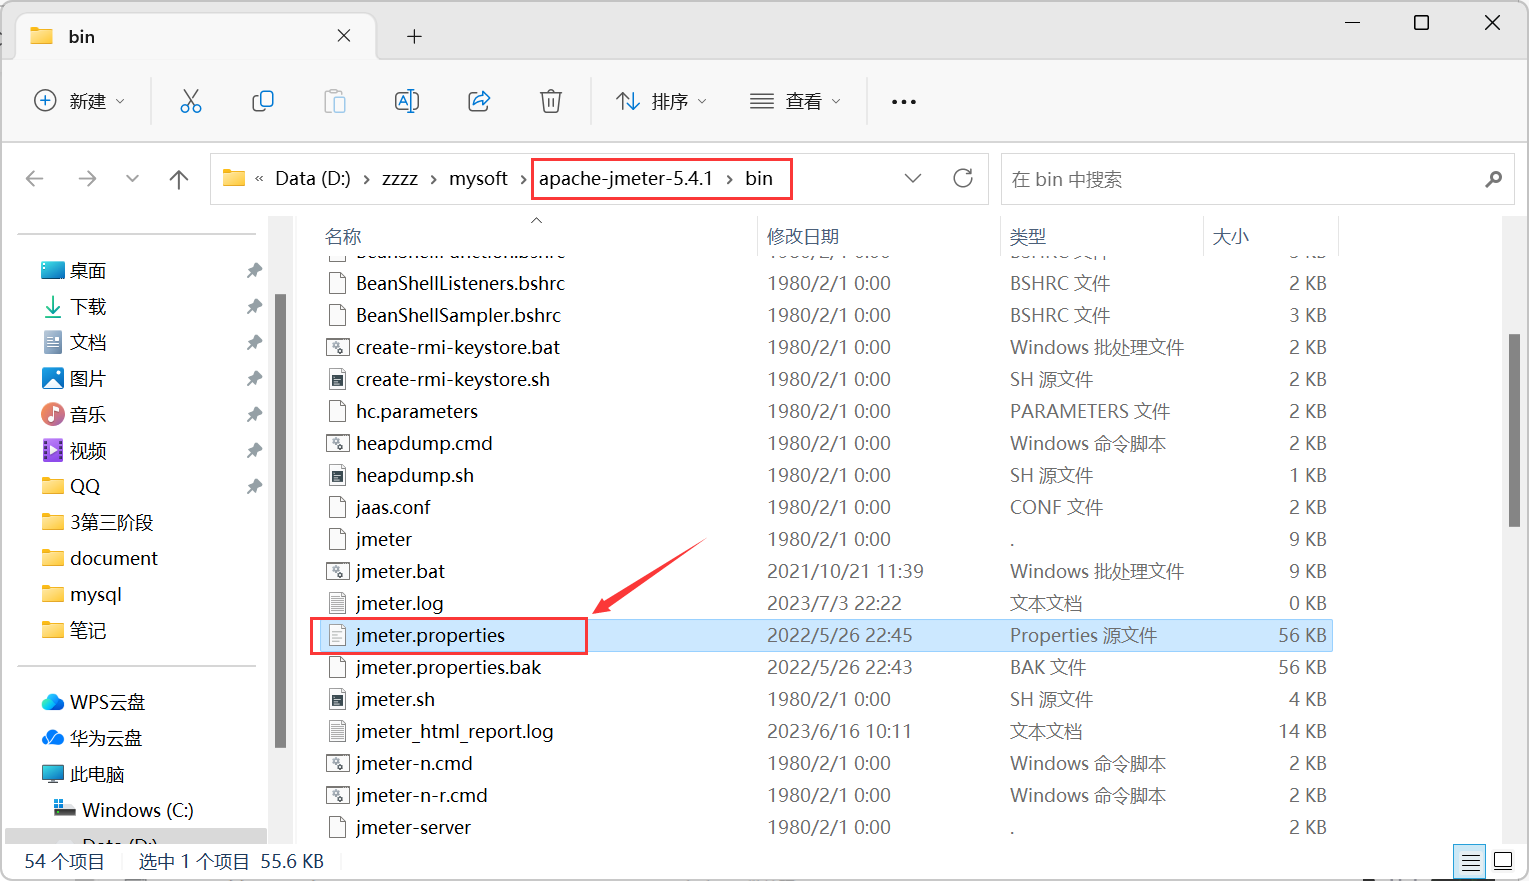 bin
新建
排序
查看
« Data (D:) › zzzz › mysoft › apache-jmeter-5.4.1 › bin
在 bin 中搜索
名称 修改日期 类型 大小
BeanShellListeners.bshrc 1980/2/1 0:00 BSHRC 文件 2 KB
BeanShellSampler.bshrc 1980/2/1 0:00 BSHRC 文件 3 KB
create-rmi-keystore.bat 1980/2/1 0:00 Windows 批处理文件 2 KB
create-rmi-keystore.sh 1980/2/1 0:00 SH 源文件 2 KB
hc.parameters 1980/2/1 0:00 PARAMETERS 文件 2 KB
heapdump.cmd 1980/2/1 0:00 Windows 命令脚本 2 KB
heapdump.sh 1980/2/1 0:00 SH 源文件 1 KB
jaas.conf 1980/2/1 0:00 CONF 文件 2 KB
jmeter 1980/2/1 0:00 . 9 KB
jmeter.bat 2021/10/21 11:39 Windows 批处理文件 9 KB
jmeter.log 2023/7/3 22:22 文本文档 0 KB
jmeter.properties 2022/5/26 22:45 Properties 源文件 56 KB
jmeter.properties.bak 2022/5/26 22:43 BAK 文件 56 KB
jmeter.sh 1980/2/1 0:00 SH 源文件 4 KB
jmeter_html_report.log 2023/6/16 10:11 文本文档 14 KB
jmeter-n.cmd 1980/2/1 0:00 Windows 命令脚本 2 KB
jmeter-n-r.cmd 1980/2/1 0:00 Windows 命令脚本 2 KB
jmeter-server 1980/2/1 0:00 . 2 KB
桌面
下载
文档
图片
音乐
视频
QQ
3第三阶段
document
mysql
笔记
WPS云盘
华为云盘
此电脑
Windows (C:)
Data (D:)
54 个项目 选中 1 个项目 55.6 KB